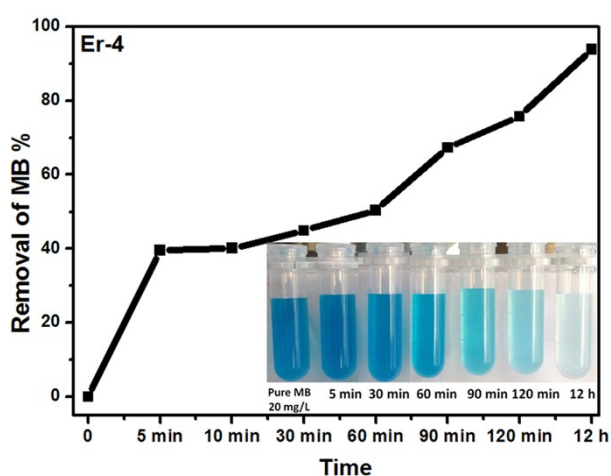 Er-4
Removal of MB %
100
80
60
40
20
0
Pure MB 5 min 30 min 60 min 90 min 120 min 12 h
20 mg/L
0 5 min 10 min 30 min 60 min 90 min 120 min 12 h
Time